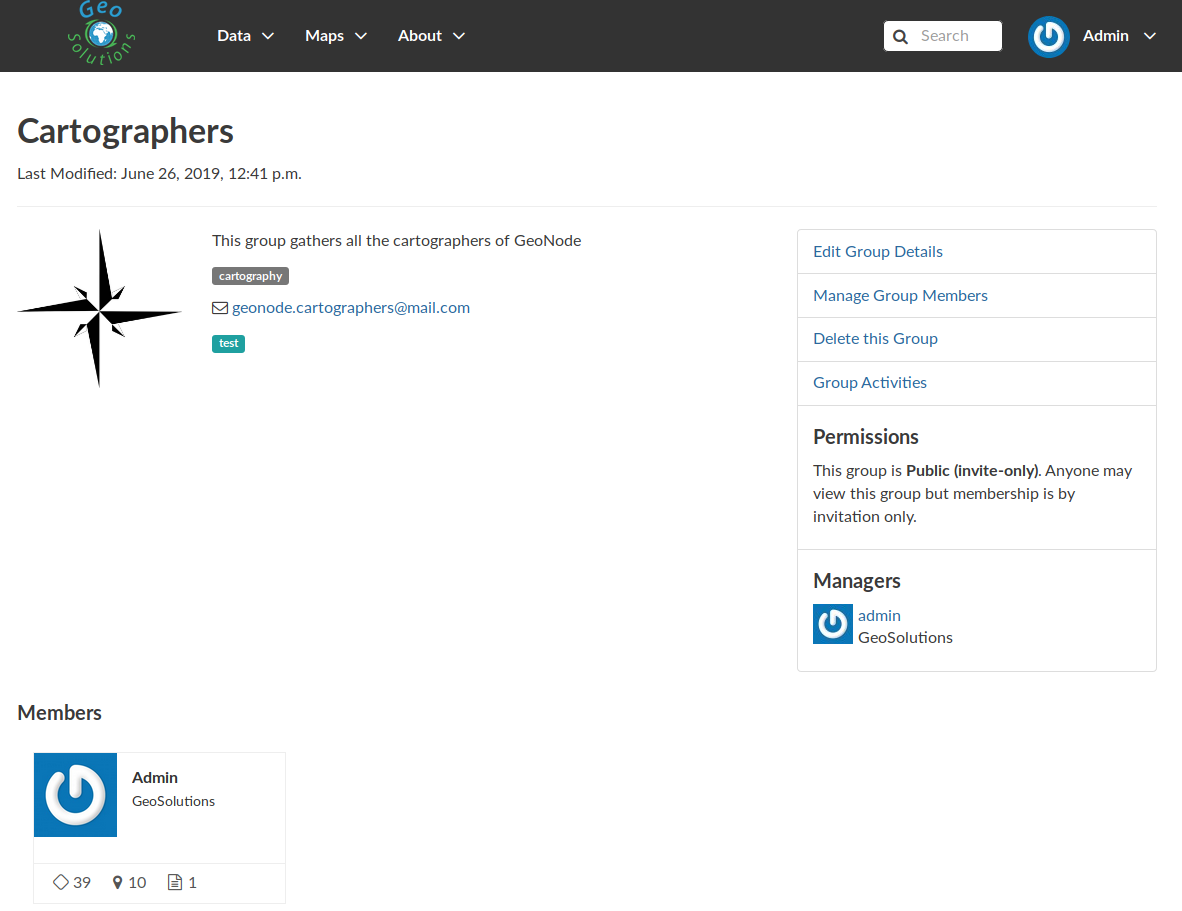 Geo
Solutions
Data
Maps
About
Search
Admin
Cartographers
Last Modified: June 26, 2019, 12:41 p.m.
This group gathers all the cartographers of GeoNode
cartography
geonode.cartographers@mail.com
test
Edit Group Details
Manage Group Members
Delete this Group
Group Activities
Permissions
This group is Public (invite-only). Anyone may
view this group but membership is by
invitation only.
Managers
admin
GeoSolutions
Members
Admin
GeoSolutions
39 10 1